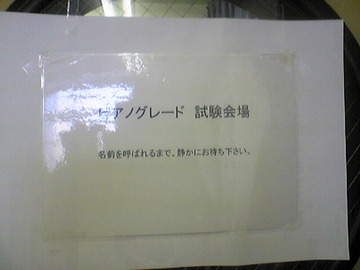 ピアノグレード 試験会場
名前を呼ばれるまで、静かにお待ち下さい。